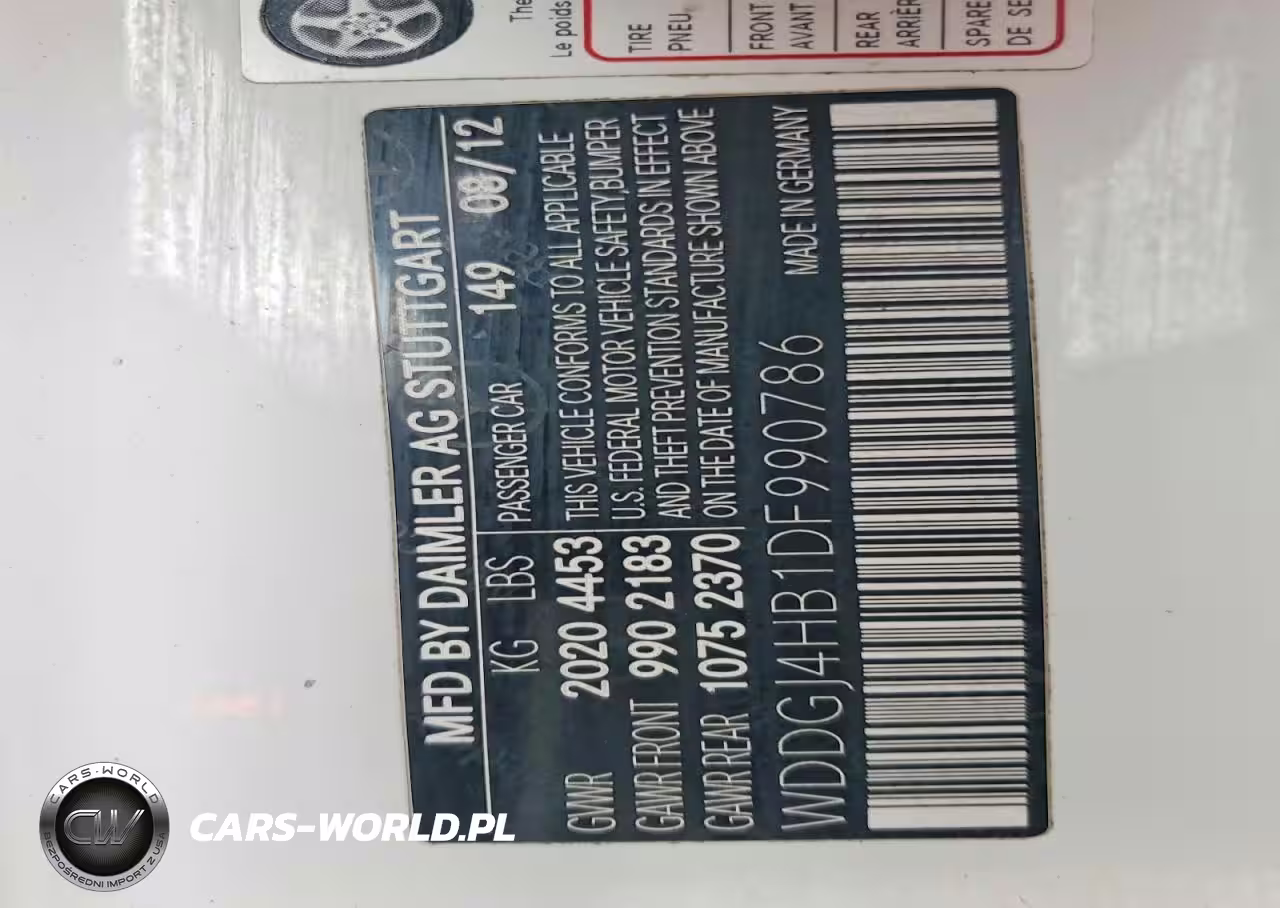 The
Le poids
TIRE
PNEU
FRONT
AVANT
REAR
ARRIÈR
SPARE
DE SE
MFD BY DAIMLER AG STUTTGART
KG LBS PASSENGER CAR 149 08/12
GVWR 2020 4453 THIS VEHICLE CONFORMS TO ALL APPLICABLE
U.S. FEDERAL MOTOR VEHICLE SAFETY,BUMPER
GAWR FRONT 990 2183 AND THEFT PREVENTION STANDARDS IN EFFECT
GAWR REAR 1075 2370 ON THE DATE OF MANUFACTURE SHOWN ABOVE
WDDGJ4HB1DF990786 MADE IN GERMANY
CARS-WORLD
CW
BEZPOŚREDNI IMPORT Z USA
CARS-WORLD.PL